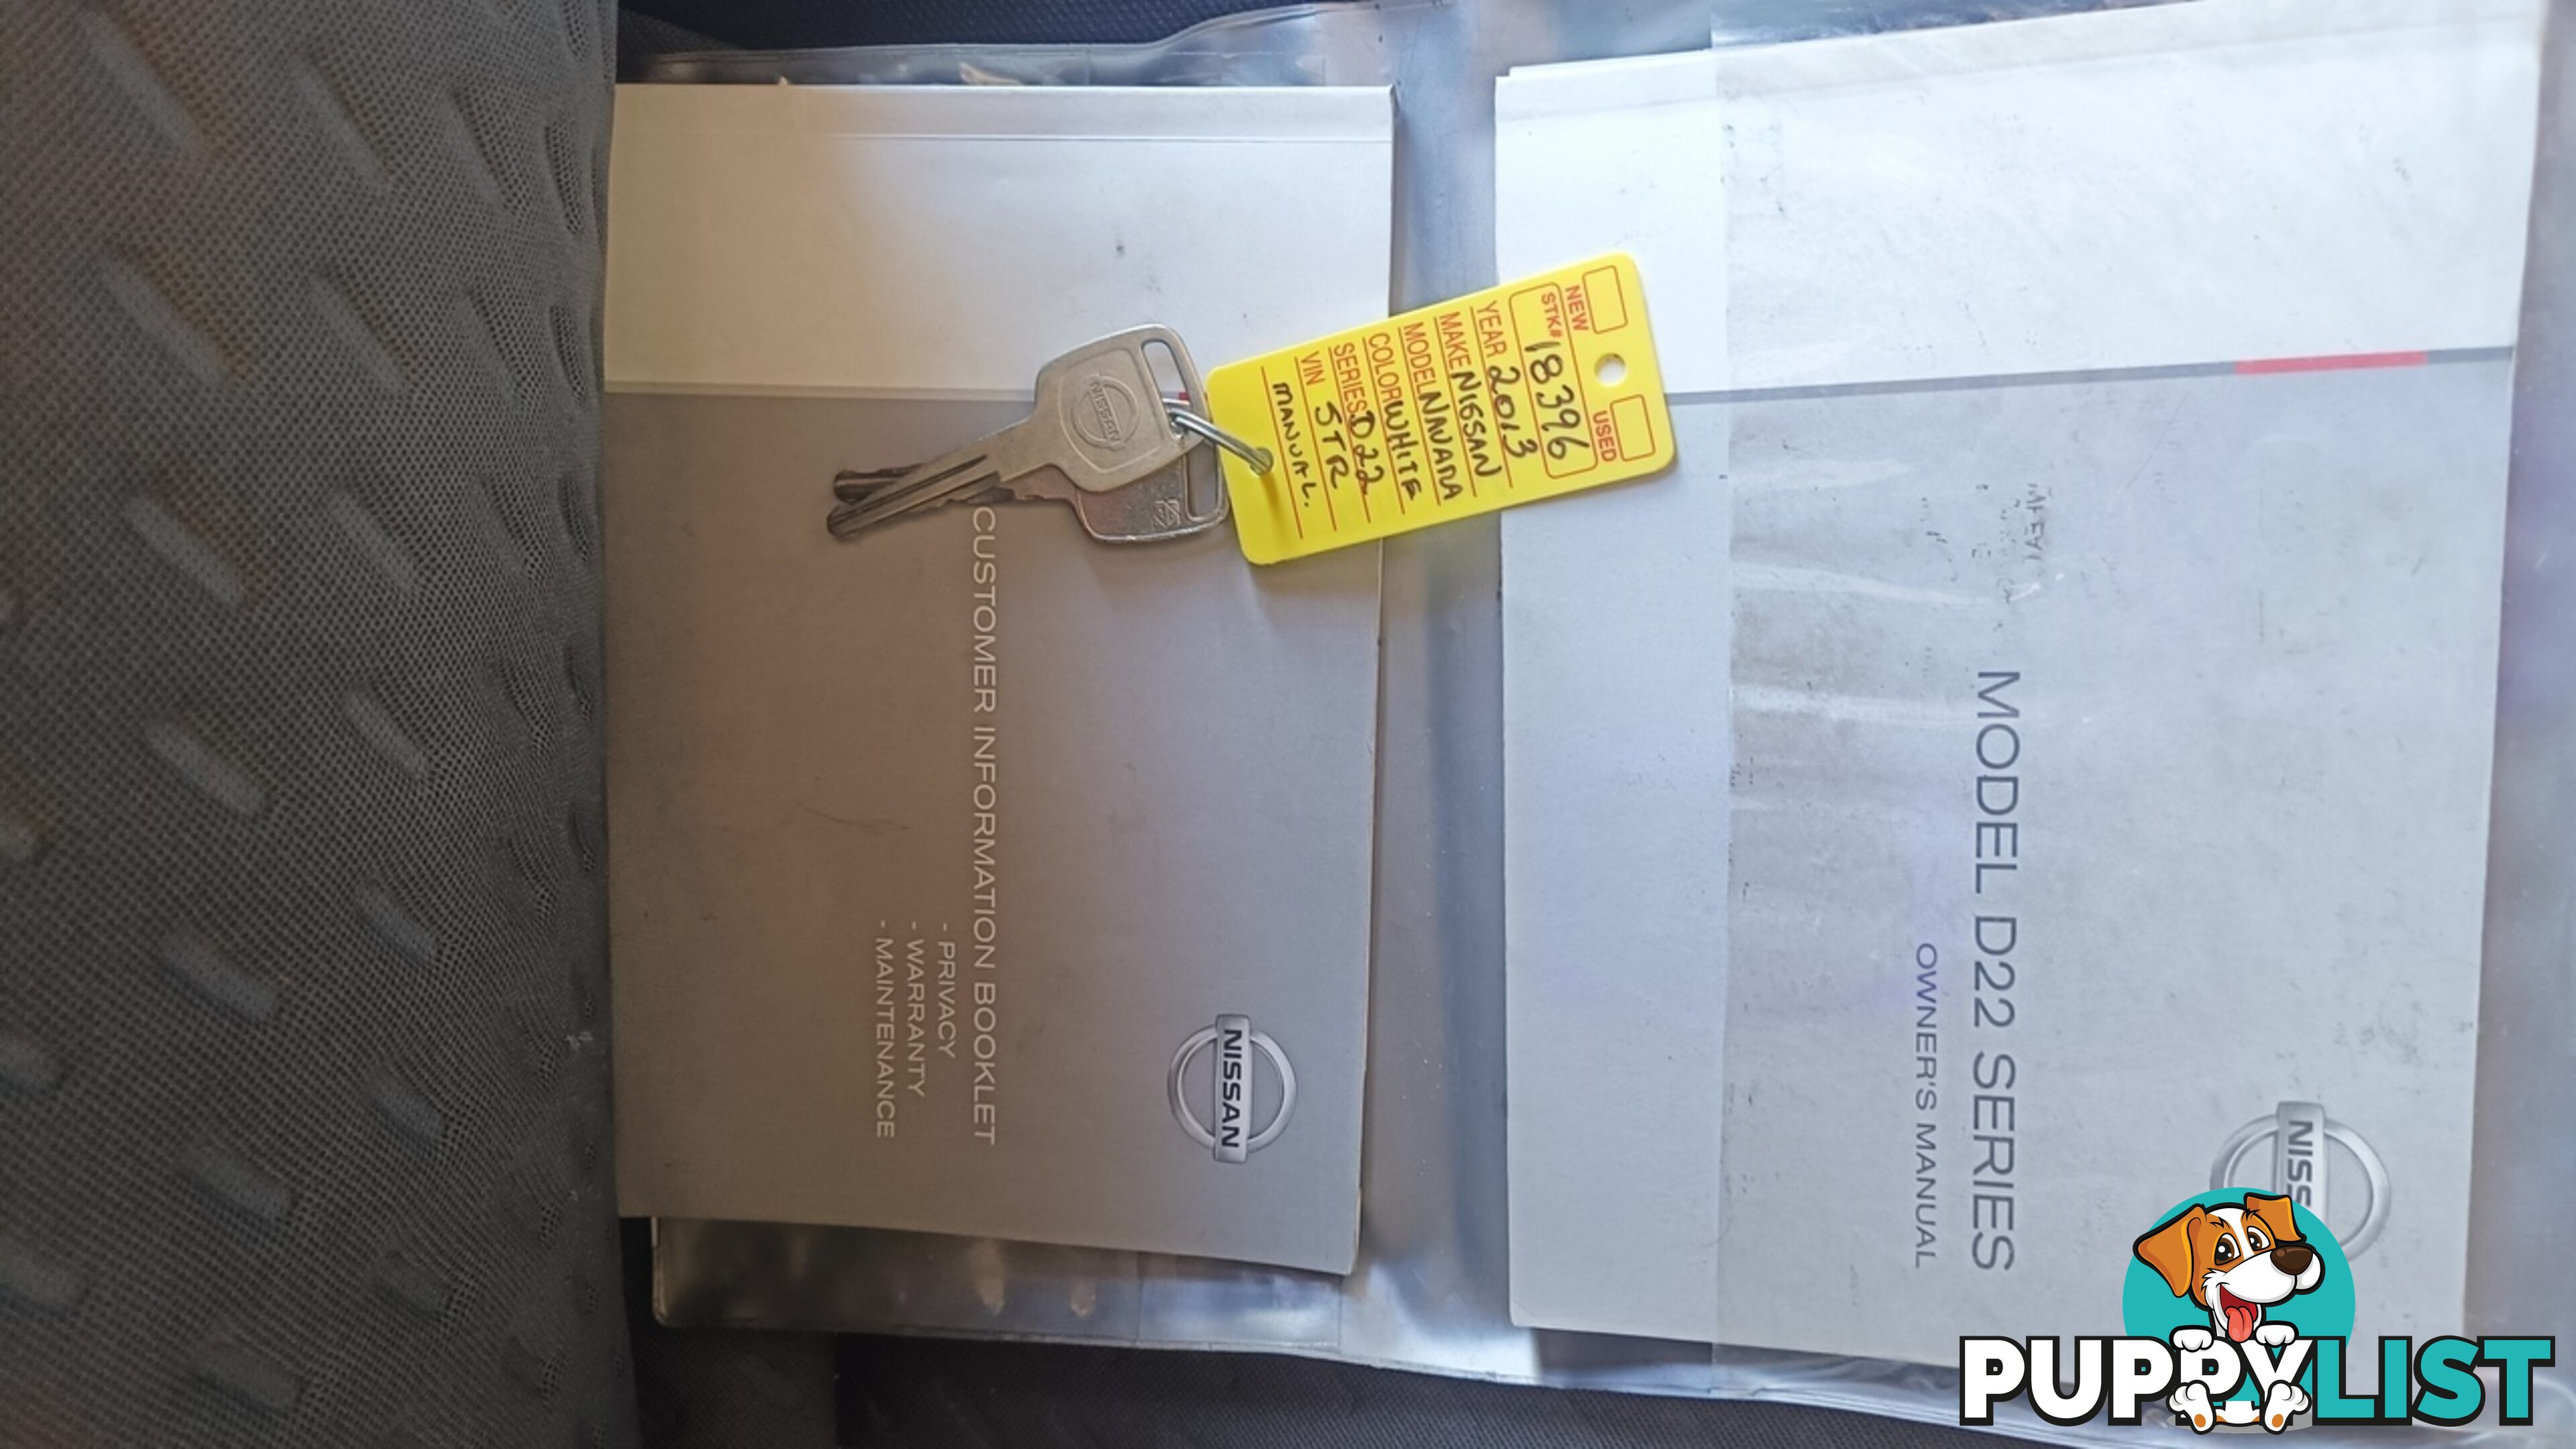 NEW USED
STK# 18396
YEAR 2013
MAKE NISSAN
MODEL NAVARA
COLOR WHITE
SERIES D22
VIN 5TR
MANUAL.
NISSAN
NISSAN
CUSTOMER INFORMATION BOOKLET
- PRIVACY
- WARRANTY
- MAINTENANCE
MODEL D22 SERIES
OWNER'S MANUAL
PUPPYLIST